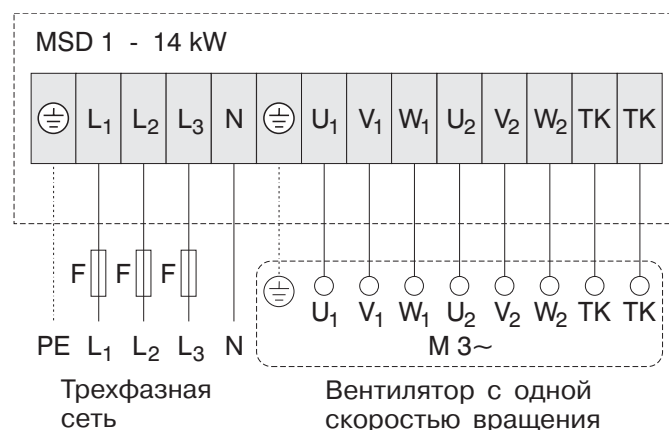 MSD 1 - 14 kW
L₁ L₂ L₃ N U₁ V₁ W₁ U₂ V₂ W₂ TK TK
F F F
U₁ V₁ W₁ U₂ V₂ W₂ TK TK
PE L₁ L₂ L₃ N M 3~
Трехфазная
сеть
Вентилятор с одной
скоростью вращения